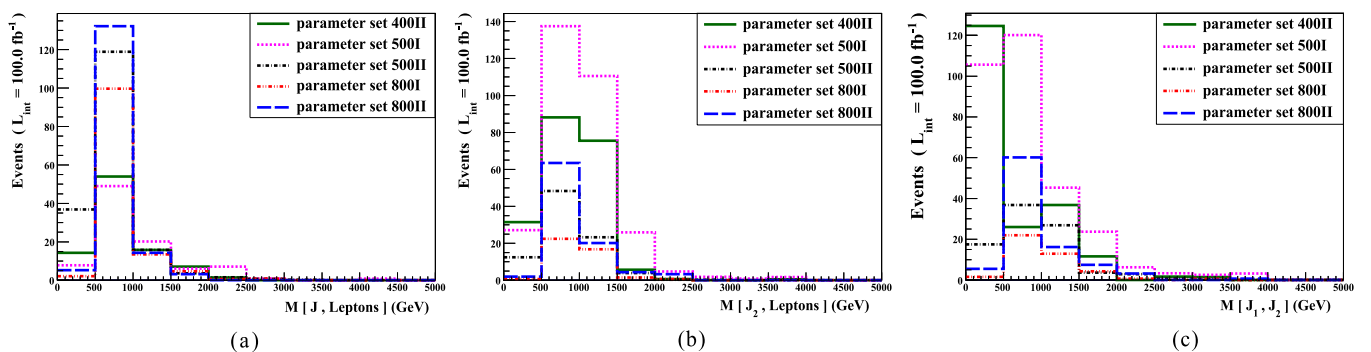 Events ( L_int = 100.0 fb⁻¹)
120
100
80
60
40
20
0
parameter set 400II
parameter set 500I
parameter set 500II
parameter set 800I
parameter set 800II
0 500 1000 1500 2000 2500 3000 3500 4000 4500 5000
M [ J , Leptons ] (GeV)
(a)
Events ( L_int = 100.0 fb⁻¹)
140
120
100
80
60
40
20
0
parameter set 400II
parameter set 500I
parameter set 500II
parameter set 800I
parameter set 800II
0 500 1000 1500 2000 2500 3000 3500 4000 4500 5000
M [ J₂ , Leptons ] (GeV)
(b)
Events ( L_int = 100.0 fb⁻¹)
120
100
80
60
40
20
0
parameter set 400II
parameter set 500I
parameter set 500II
parameter set 800I
parameter set 800II
0 500 1000 1500 2000 2500 3000 3500 4000 4500 5000
M [ J₁ , J₂ ] (GeV)
(c)